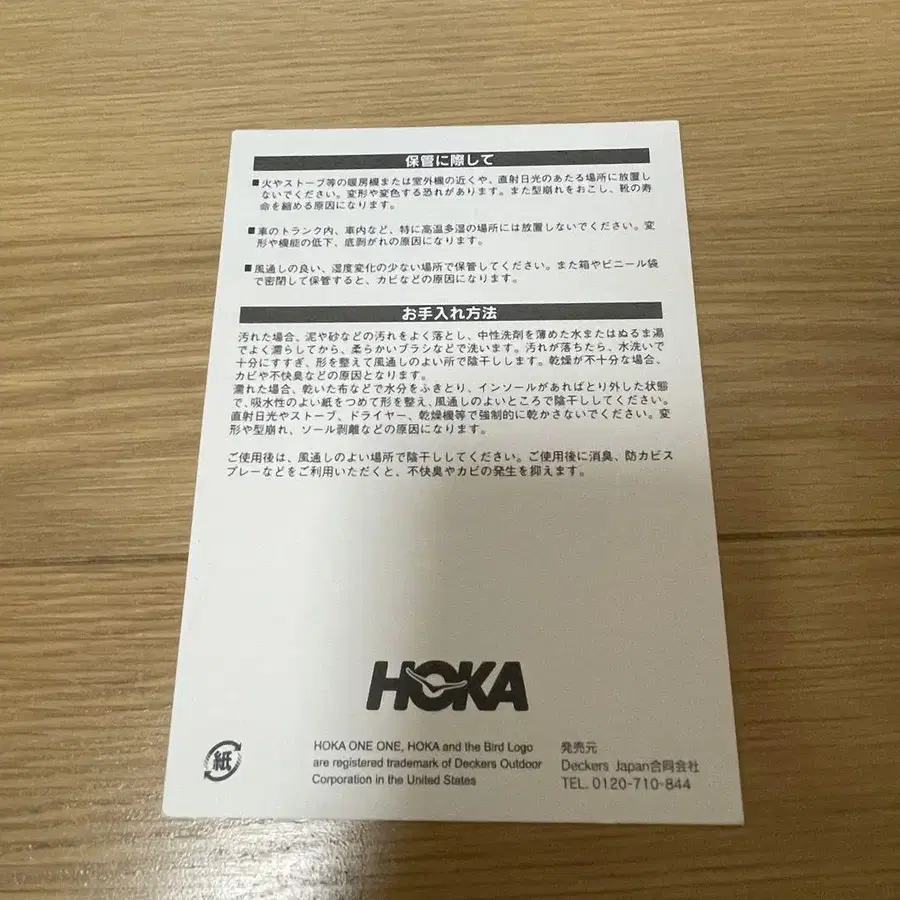 保管に際して
■火やストーブ等の暖房機または室外機の近くや、直射日光のあたる場所に放置し
ないでください。変形や変色する恐れがあります。また型崩れをおこし、靴の寿
命を縮める原因になります。
■車のトランク内、車内など、特に高温多湿の場所には放置しないでください。変
形や機能の低下、底剥がれの原因になります。
■風通しの良い、湿度変化の少ない場所で保管してください。また箱やビニール袋
で密閉して保管すると、カビなどの原因になります。
お手入れ方法
汚れた場合、泥や砂などの汚れをよく落とし、中性洗剤を薄めた水またはぬるま湯
でよく濡らしてから、柔らかいブラシなどで洗います。汚れが落ちたら、水洗いで
十分にすすぎ、形を整えて風通しのよい所で陰干しします。乾燥が不十分な場合、
カビや不快臭などの原因となります。
濡れた場合、乾いた布などで水分をふきとり、インソールがあればとり外した状態
で、吸水性のよい紙をつめて形を整え、風通しのよいところで陰干ししてください。
直射日光やストーブ、ドライヤー、乾燥機等で強制的に乾かさないでください。変
形や型崩れ、ソール剥離などの原因になります。
ご使用後は、風通しのよい場所で陰干ししてください。ご使用後に消臭、防カビス
プレーなどをご利用いただくと、不快臭やカビの発生を抑えます。
HOKA
紙
HOKA ONE ONE, HOKA and the Bird Logo
are registered trademark of Deckers Outdoor
Corporation in the United States
発売元
Deckers Japan合同会社
TEL. 0120-710-844